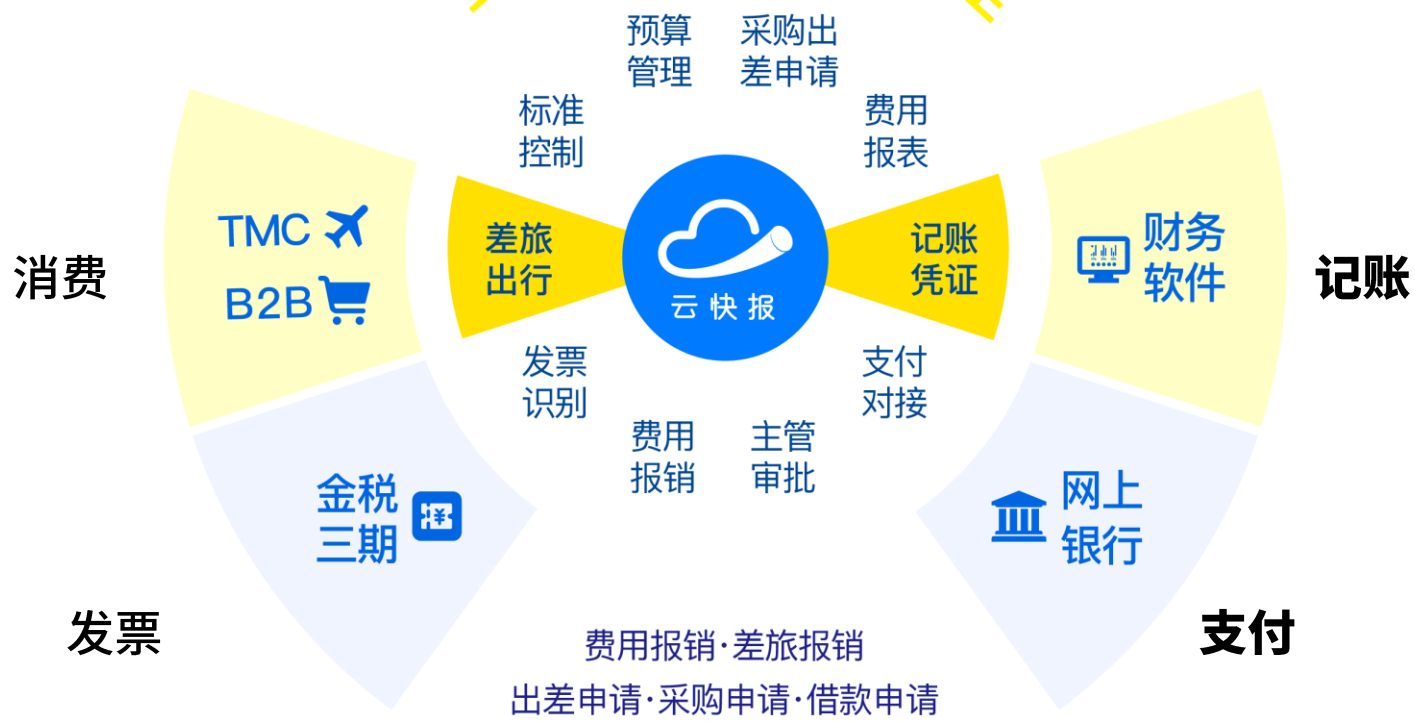 预算
管理
采购出
差申请
标准
控制
费用
报表
差旅
出行
云快报
记账
凭证
TMC
B2B
财务
软件
消费
记账
发票
识别
支付
对接
费用
报销
主管
审批
金税
三期
¥
网上
银行
发票
支付
费用报销·差旅报销
出差申请·采购申请·借款申请